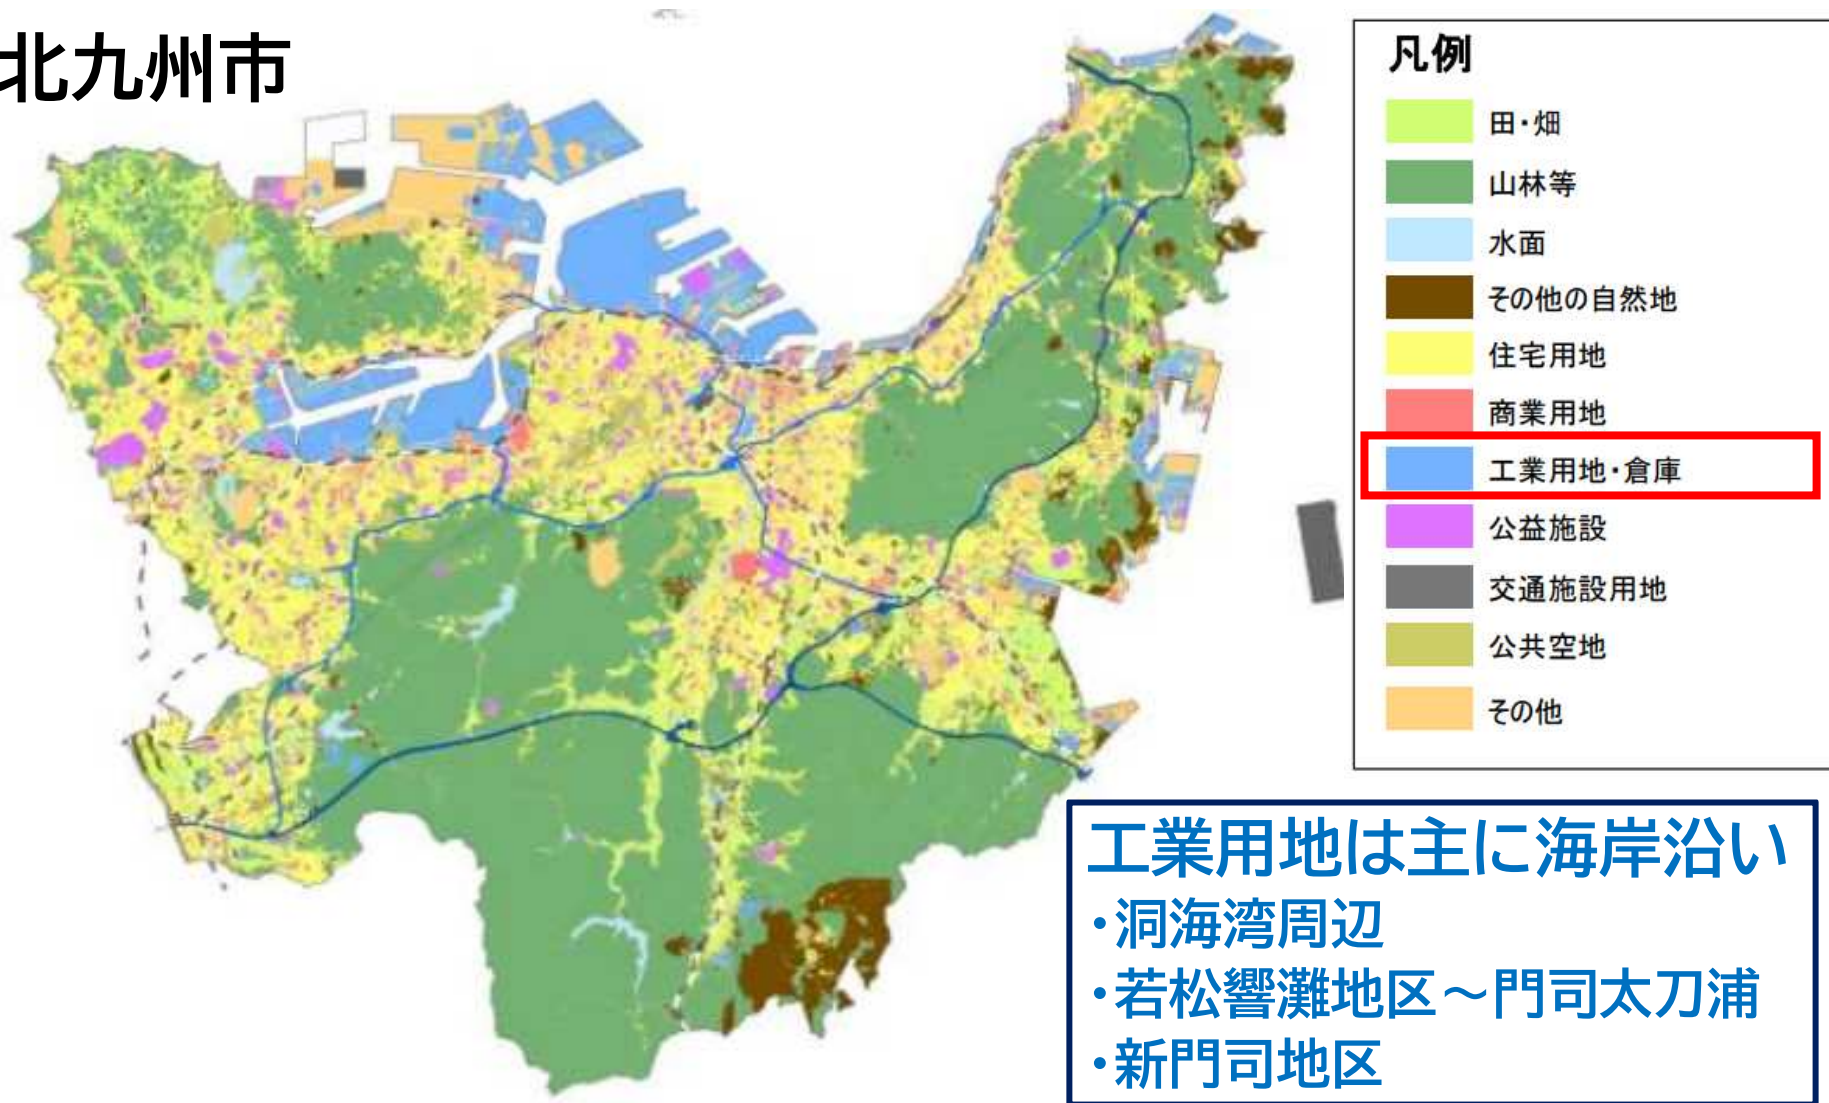 北九州市
凡例
田・畑
山林等
水面
その他の自然地
住宅用地
商業用地
工業用地・倉庫
公益施設
交通施設用地
公共空地
その他
工業用地は主に海岸沿い
・洞海湾周辺
・若松響灘地区～門司太刀浦
・新門司地区